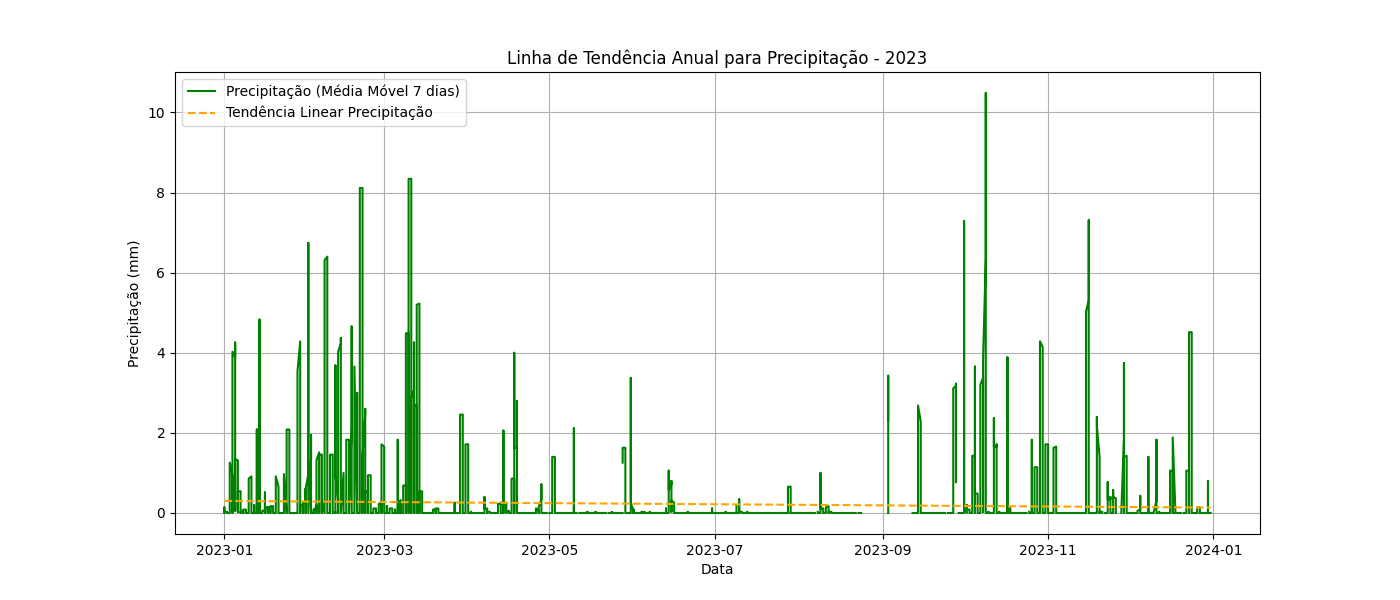 Linha de Tendência Anual para Precipitação - 2023
Precipitação (Média Móvel 7 dias)
Tendência Linear Precipitação
Precipitação (mm)
10
8
6
4
2
0
2023-01
2023-03
2023-05
2023-07
2023-09
2023-11
2024-01
Data